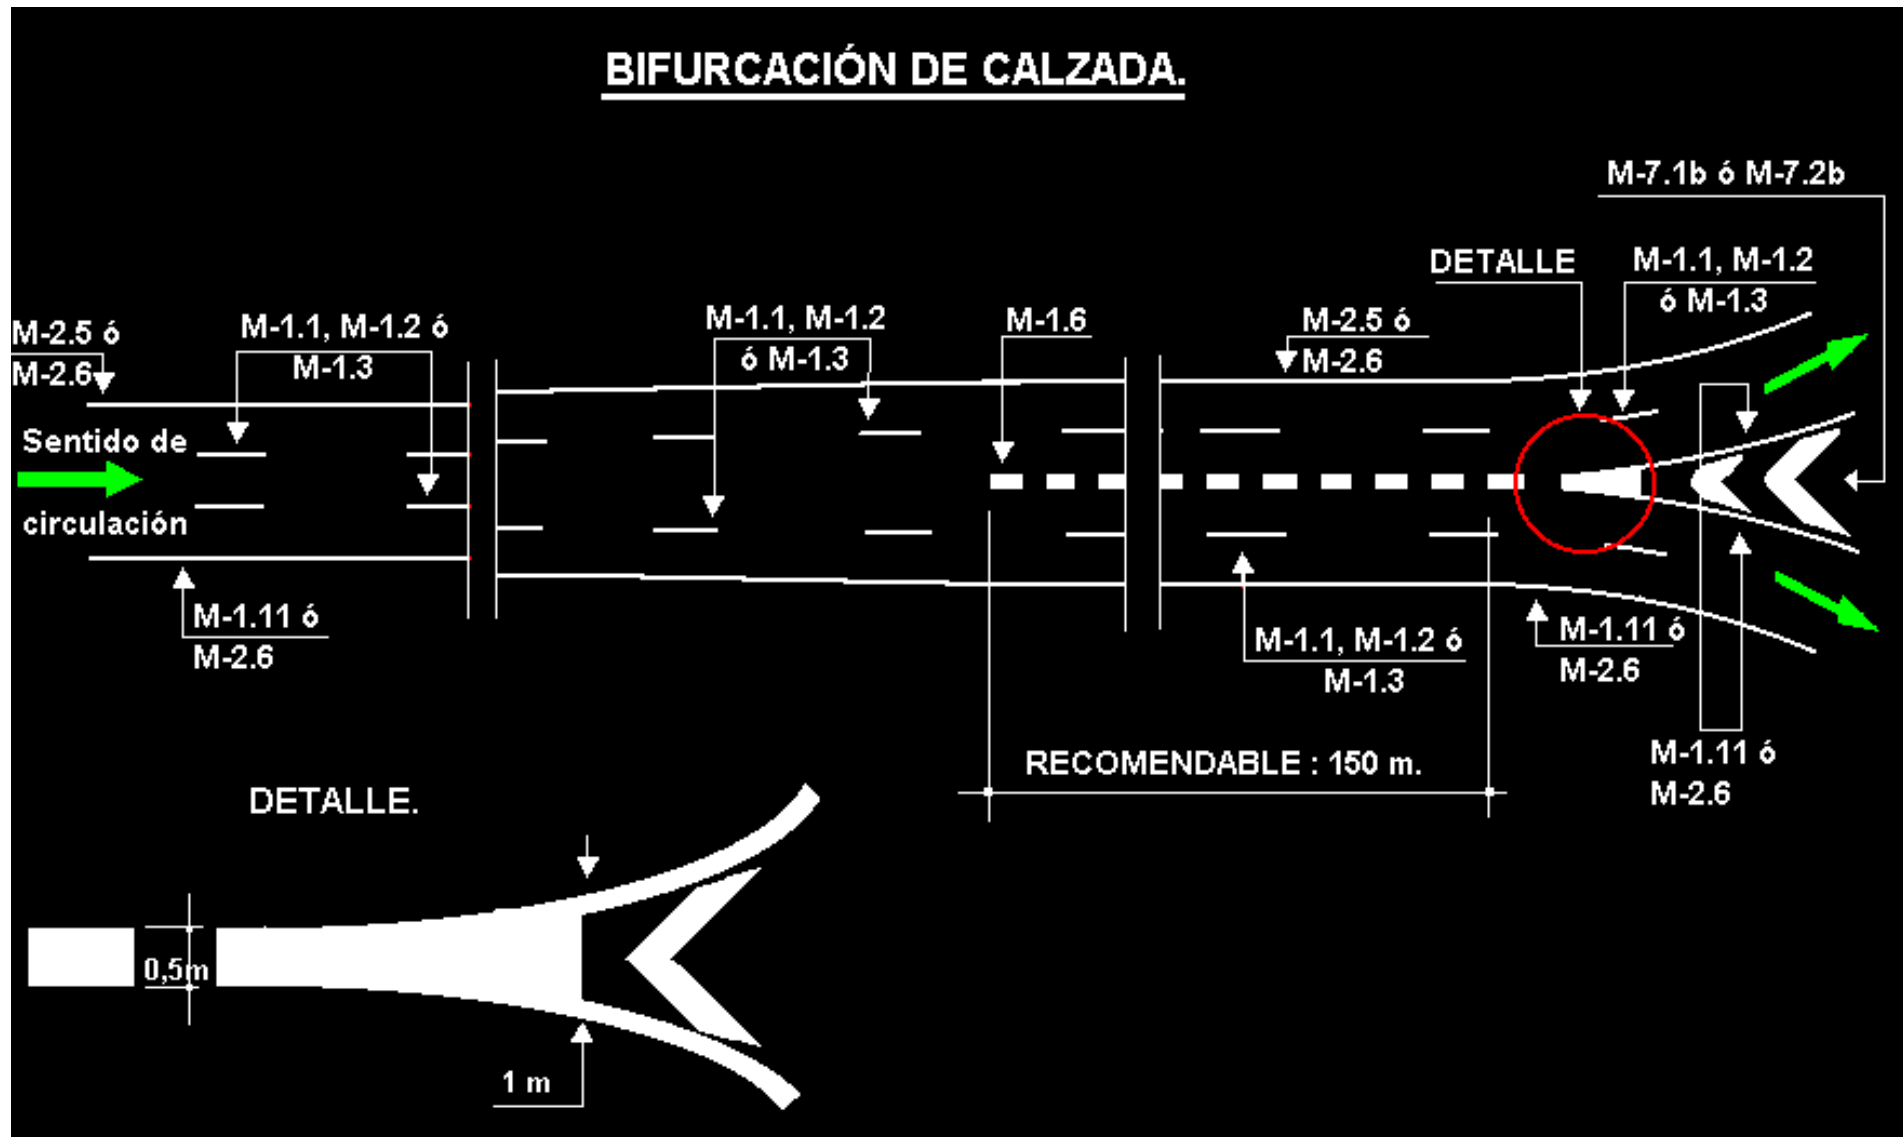 BIFURCACIÓN DE CALZADA.
M-7.1b ó M-7.2b
DETALLE
M-1.1, M-1.2
ó M-1.3
M-2.5 ó
M-2.6
M-1.1, M-1.2 ó
M-1.3
M-1.1, M-1.2
ó M-1.3
M-1.6
M-2.5 ó
M-2.6
Sentido de
circulación
M-1.11 ó
M-2.6
M-1.1, M-1.2 ó
M-1.3
M-1.11 ó
M-2.6
RECOMENDABLE : 150 m.
M-1.11 ó
M-2.6
DETALLE.
0,5m
1 m